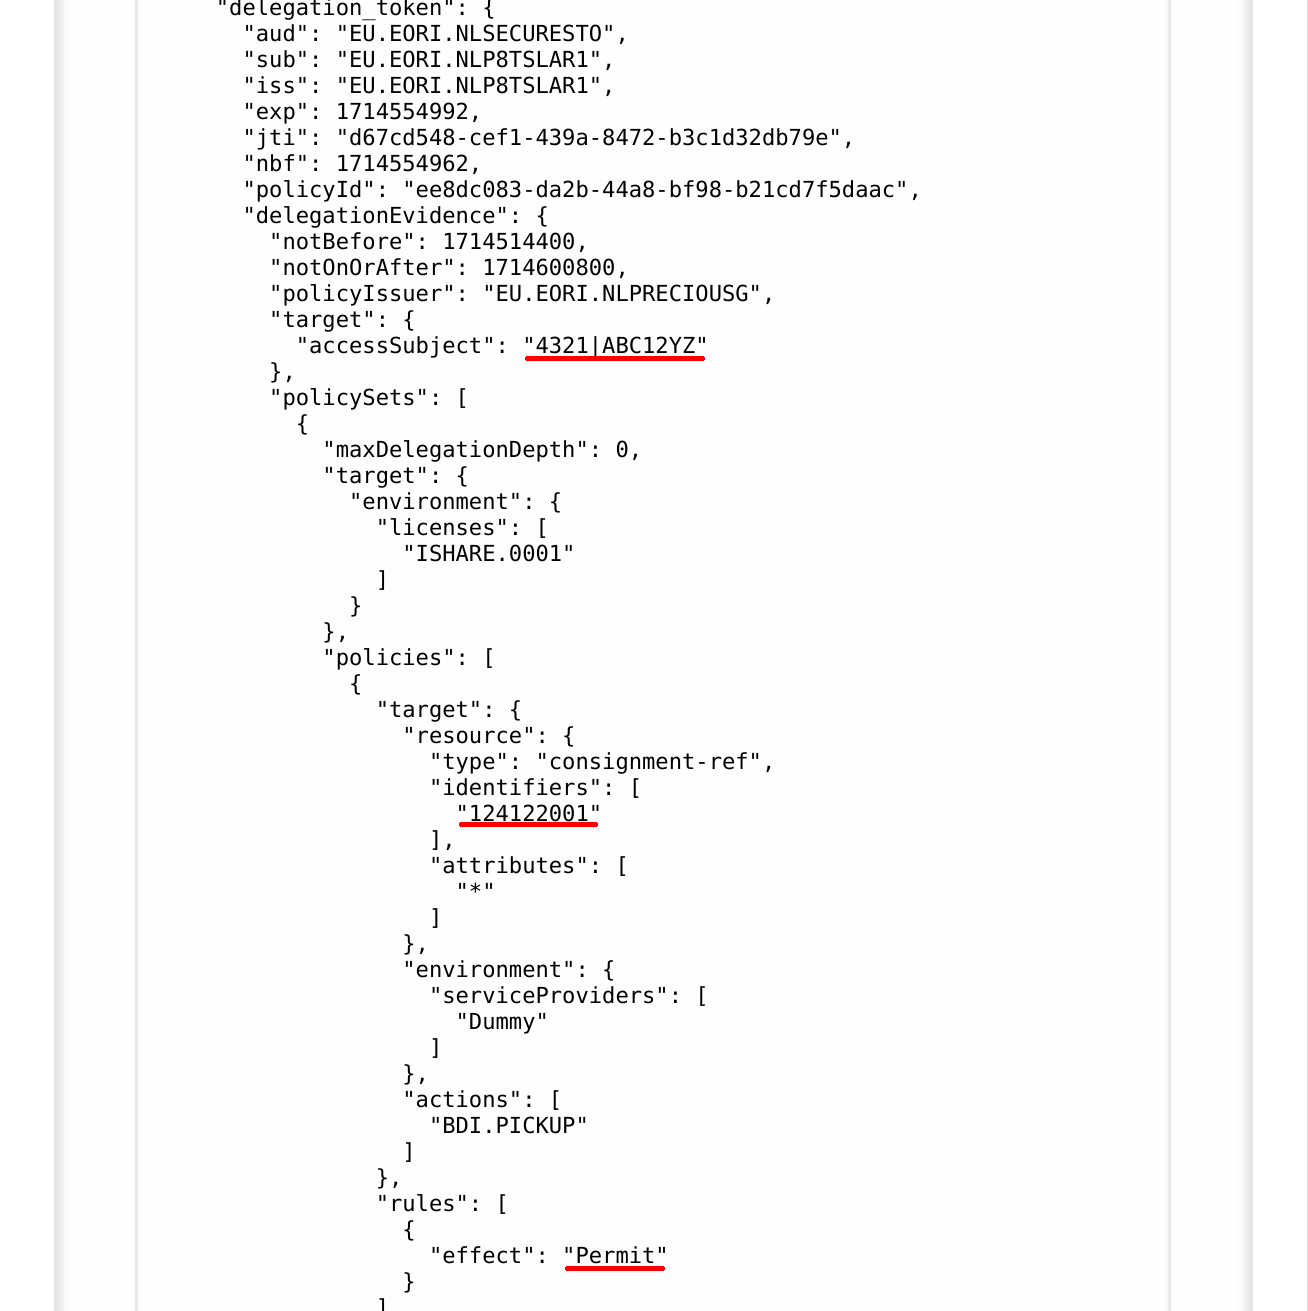 "delegation_token": {
"aud": "EU.EORI.NLSECURESTO",
"sub": "EU.EORI.NLP8TSLAR1",
"iss": "EU.EORI.NLP8TSLAR1",
"exp": 1714554992,
"jti": "d67cd548-cef1-439a-8472-b3c1d32db79e",
"nbf": 1714554962,
"policyId": "ee8dc083-da2b-44a8-bf98-b21cd7f5daac",
"delegationEvidence": {
"notBefore": 1714514400,
"notOnOrAfter": 1714600800,
"policyIssuer": "EU.EORI.NLPRECIOUSG",
"target": {
"accessSubject": "4321|ABC12YZ"
},
"policySets": [
{
"maxDelegationDepth": 0,
"target": {
"environment": {
"licenses": [
"ISHARE.0001"
]
}
},
"policies": [
{
"target": {
"resource": {
"type": "consignment-ref",
"identifiers": [
"124122001"
],
"attributes": [
"*"
]
},
"environment": {
"serviceProviders": [
"Dummy"
]
},
"actions": [
"BDI.PICKUP"
]
},
"rules": [
{
"effect": "Permit"
}
]